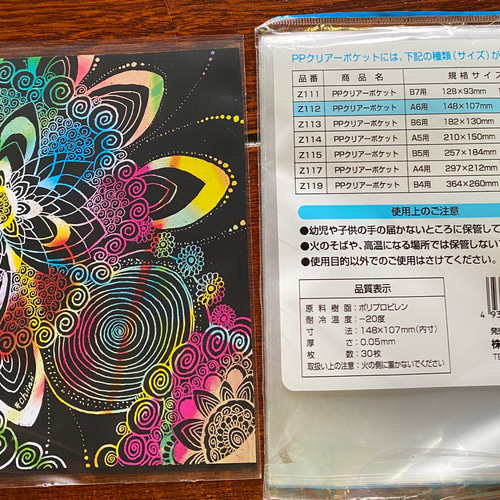 PPクリアーポケットには、下記の種類(サイズ)が
品番 商品名 規格サイズ
Z111 PPクリアーポケット B7用 128×93mm
Z112 PPクリアーポケット A6用 148×107mm
Z113 PPクリアーポケット B6用 182×130mm
Z114 PPクリアーポケット A5用 210×150mm
Z115 PPクリアーポケット B5用 257×184mm
Z117 PPクリアーポケット A4用 297×212mm
Z119 PPクリアーポケット B4用 364×260mm
使用上のご注意
●幼児や子供の手の届かないところに保管して
●火のそばや、高温になる場所では保管しない
●使用目的以外でのご使用はさけてください。
品質表示
原料樹脂:ポリプロピレン
耐冷温度:−20度
寸法:148×107mm(内寸)
厚さ:0.05mm
枚数:30枚
取扱い上の注意:火の側に置かないでください
4 93
発売
株
TE